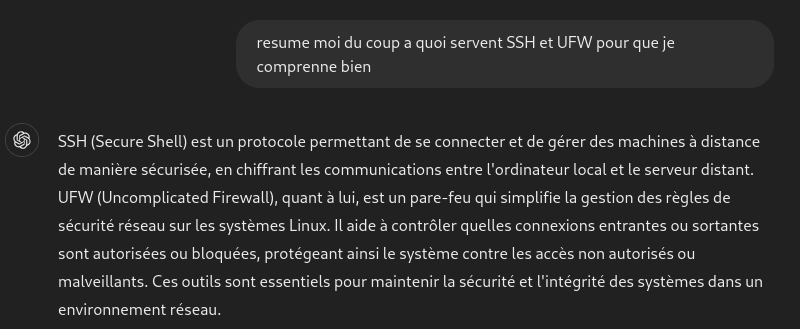 resume moi du coup a quoi servent SSH et UFW pour que je
comprenne bien
SSH (Secure Shell) est un protocole permettant de se connecter et de gérer des machines à distance
de manière sécurisée, en chiffrant les communications entre l'ordinateur local et le serveur distant.
UFW (Uncomplicated Firewall), quant à lui, est un pare-feu qui simplifie la gestion des règles de
sécurité réseau sur les systèmes Linux. Il aide à contrôler quelles connexions entrantes ou sortantes
sont autorisées ou bloquées, protégeant ainsi le système contre les accès non autorisés ou
malveillants. Ces outils sont essentiels pour maintenir la sécurité et l'intégrité des systèmes dans un
environnement réseau.